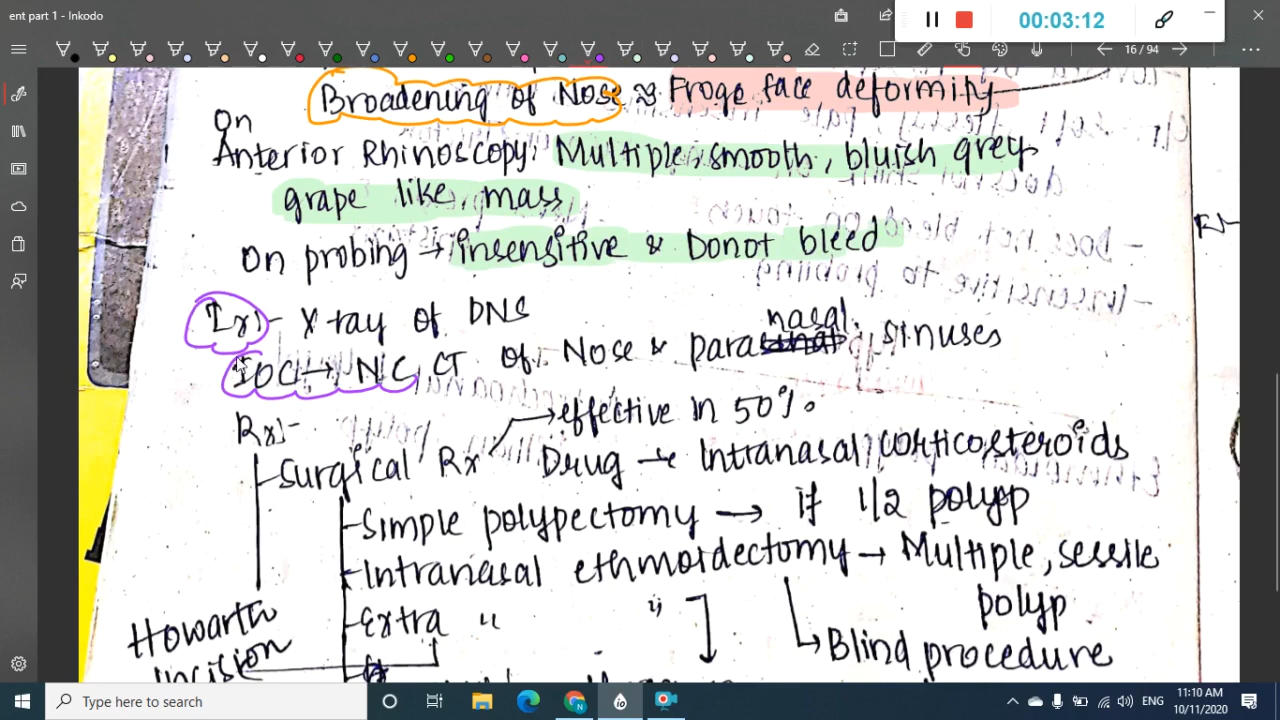 ent part 1 - Inkodo
00:03:12
16 / 94
Broadening of Nose Froge face deformity
On
Anterior Rhinoscopy: Multiple, smooth, bluish grey
grape like mass
On probing → insensitive & Donot bleed
Ix:- X ray of DNS
IOC → NC CT of Nose & para nasal sinuses
Rx:-
→ effective in 50%.
Surgical Rx Drug → Intranasal corticosteroids
Simple polypectomy → if 1/2 polyp
Intranasal ethmoidectomy → Multiple, sessile
polyp
Extra " "
Blind procedure
Howarth
Incision
Type here to search
ENG
11:10 AM
10/11/2020